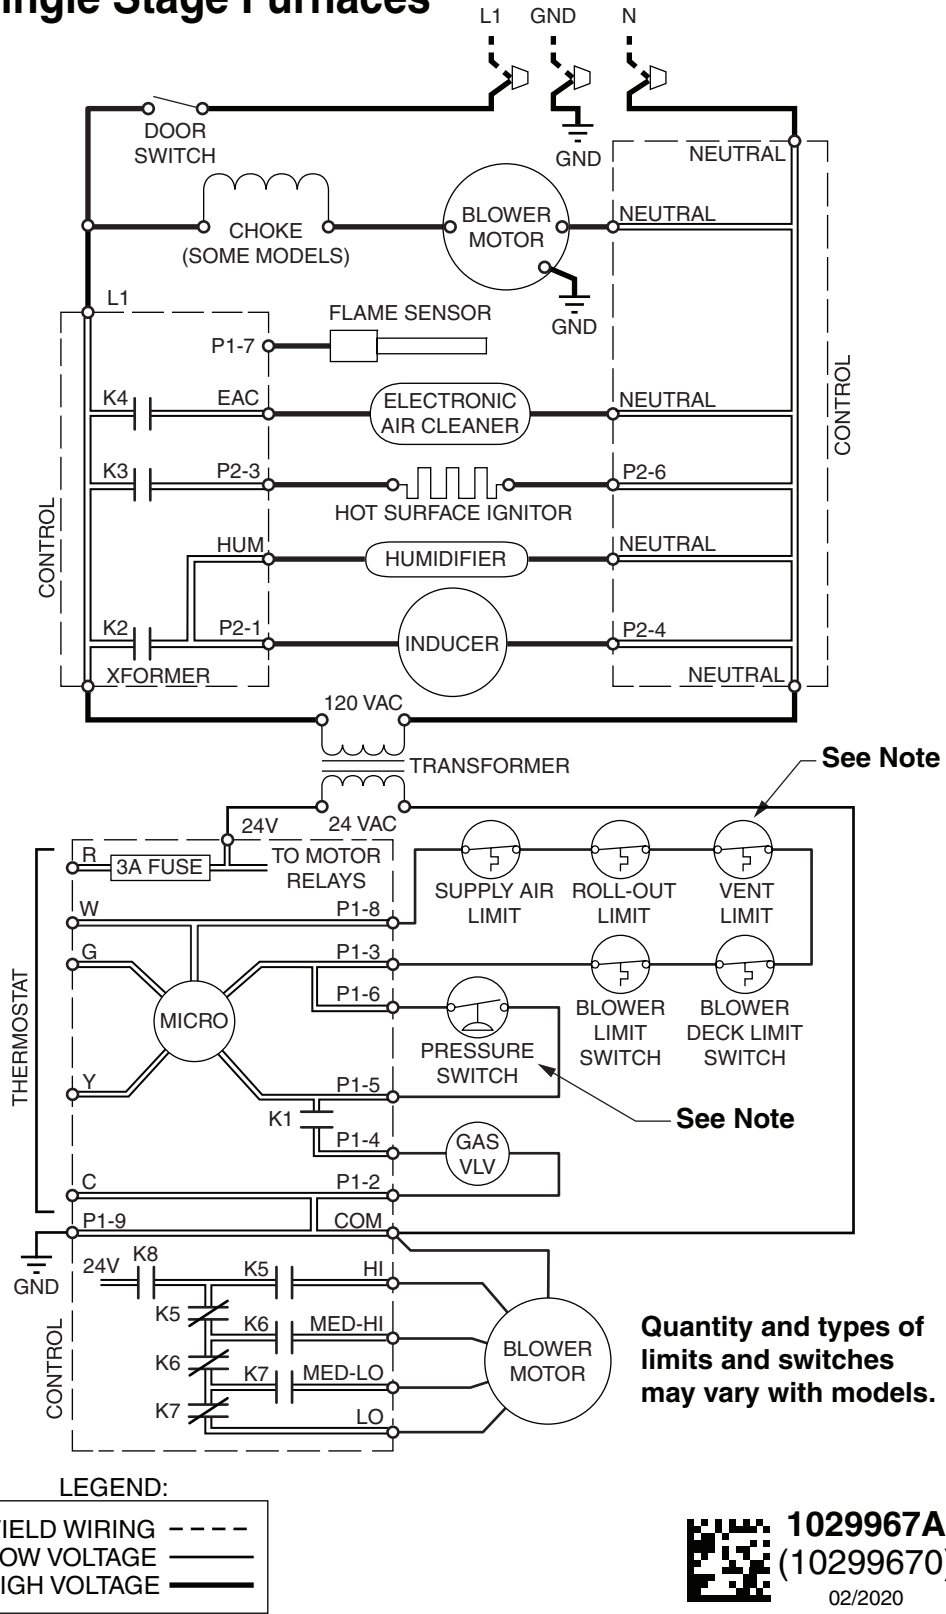 ngle Stage Furnaces
L1
GND
N
DOOR
SWITCH
GND
NEUTRAL
CHOKE
(SOME MODELS)
BLOWER
MOTOR
NEUTRAL
GND
L1
FLAME SENSOR
P1-7
CONTROL
K4
EAC
ELECTRONIC
AIR CLEANER
NEUTRAL
K3
P2-3
P2-6
HOT SURFACE IGNITOR
CONTROL
HUM
HUMIDIFIER
NEUTRAL
K2
P2-1
INDUCER
P2-4
XFORMER
NEUTRAL
120 VAC
TRANSFORMER
See Note
24V
24 VAC
R
3A FUSE
TO MOTOR
RELAYS
SUPPLY AIR
LIMIT
ROLL-OUT
LIMIT
VENT
LIMIT
W
P1-8
G
P1-3
P1-6
THERMOSTAT
MICRO
BLOWER
LIMIT
SWITCH
BLOWER
DECK LIMIT
SWITCH
PRESSURE
SWITCH
Y
P1-5
K1
See Note
P1-4
GAS
VLV
C
P1-2
P1-9
COM
GND
24V
K8
K5
HI
K5
K6
MED-HI
K6
K7
MED-LO
K7
LO
CONTROL
BLOWER
MOTOR
Quantity and types of
limits and switches
may vary with models.
LEGEND:
IELD WIRING
OW VOLTAGE
IGH VOLTAGE
1029967A
(10299670)
02/2020